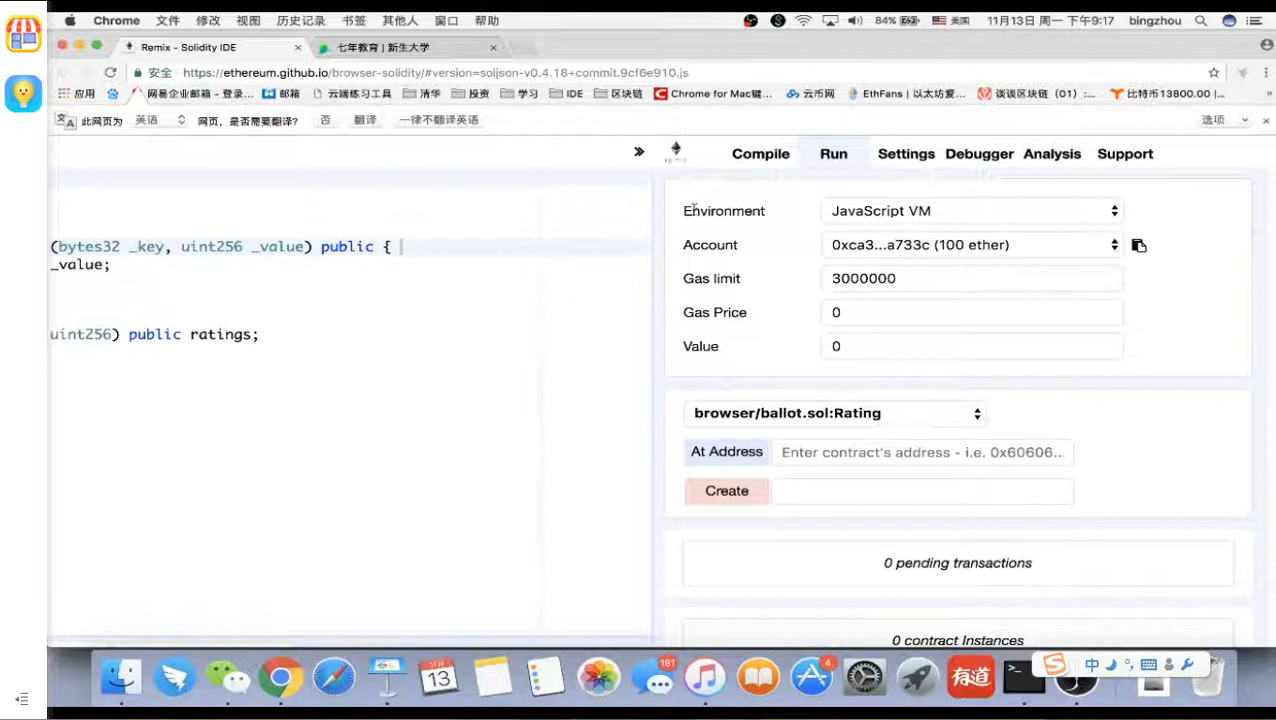 Chrome 文件 修改 视图 历史记录 书签 其他人 窗口 帮助 84% 美国 11月13日 周一 下午9:17 bingzhou
Remix - Solidity IDE × 七年教育 | 新生大学 ×
安全 https://ethereum.github.io/browser-solidity/#version=soljson-v0.4.18+commit.9cf6e910.js
应用 网易企业邮箱 - 登录... 邮箱 云端练习工具 清华 投资 学习 IDE 区块链 Chrome for Mac键... 云币网 EthFans | 以太坊爱... 谈谈区块链（01）:... 比特币13800.00 |...
此网页为 英语 网页，是否需要翻译? 否 翻译 一律不翻译英语 选项 ×
» remix Compile Run Settings Debugger Analysis Support
Environment JavaScript VM
(bytes32 _key, uint256 _value) public {
Account 0xca3...a733c (100 ether)
_value;
Gas limit 3000000
Gas Price 0
uint256) public ratings;
Value 0
browser/ballot.sol:Rating
At Address Enter contract's address - i.e. 0x60606...
Create
0 pending transactions
0 contract Instances
13 181 4 有道 >_ 中